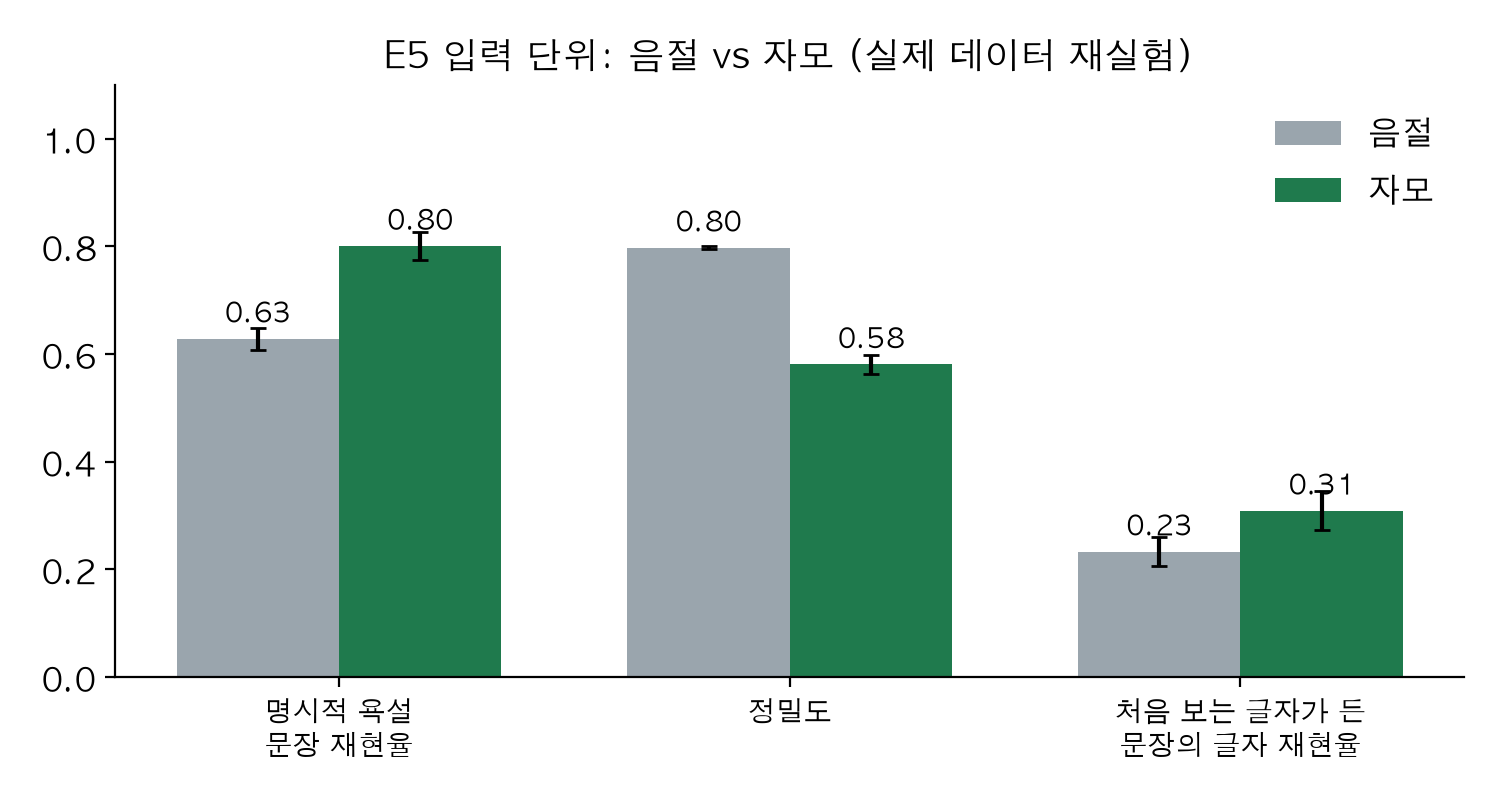 E5 입력 단위: 음절 vs 자모 (실제 데이터 재실험)
음절
자모
1.0
0.8
0.6
0.4
0.2
0.0
0.63
0.80
0.80
0.58
0.23
0.31
명시적 욕설
문장 재현율
정밀도
처음 보는 글자가 든
문장의 글자 재현율